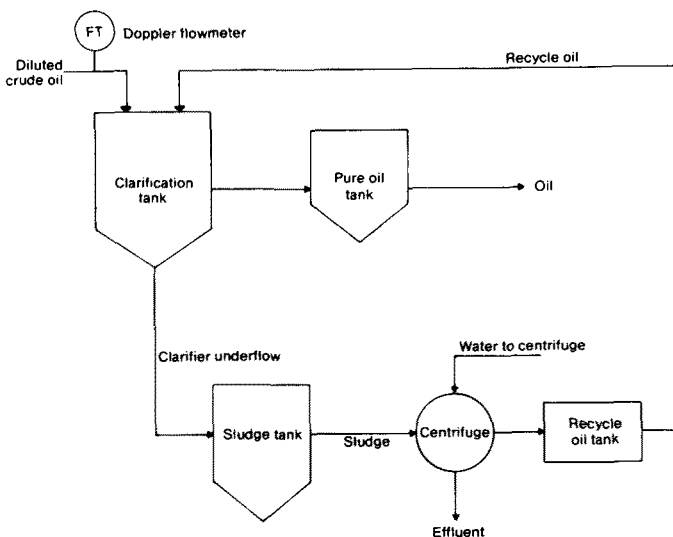 FT
Doppler flowmeter
Diluted
crude oil
Recycle oil
Clarification
tank
Pure oil
tank
Oil
Clarifier underflow
Water to centrifuge
Sludge tank
Sludge
Centrifuge
Recycle
oil tank
Effluent